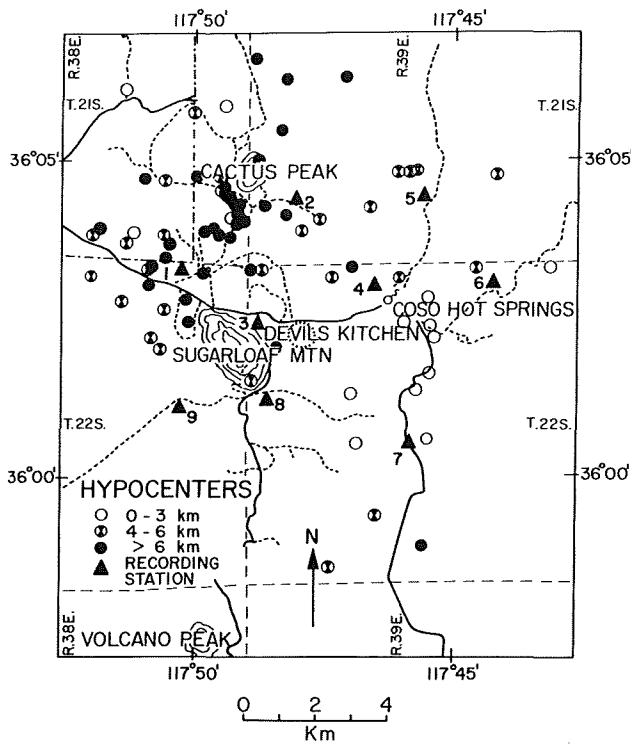 117°50'
117°45'
R.38E.
R.39E.
T.21S.
T.21S.
36°05'
36°05'
CACTUS PEAK
2
5
1
4
6
COSO HOT SPRINGS
3
DEVILS KITCHEN
SUGARLOAF MTN
8
9
T.22S.
T.22S.
7
36°00'
36°00'
HYPOCENTERS
0-3 km
4-6 km
> 6 km
RECORDING
STATION
N
R.38E.
R.39E.
VOLCANO PEAK
117°50'
117°45'
0 2 4
Km